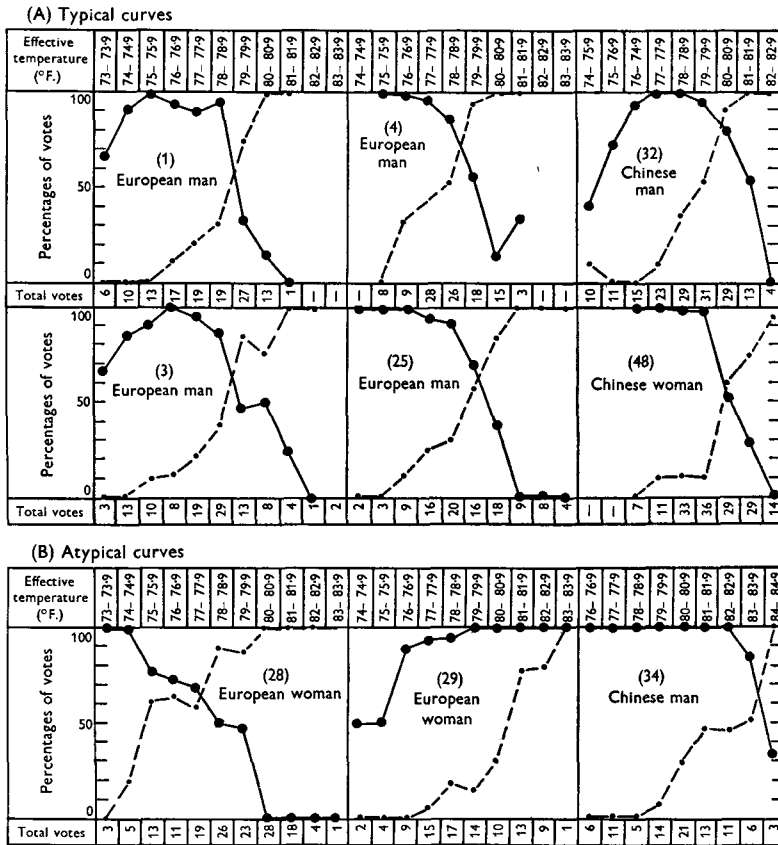 (A) Typical curves
Effective temperature (°F.)
73– 73·9 74– 74·9 75– 75·9 76– 76·9 77– 77·9 78– 78·9 79– 79·9 80– 80·9 81– 81·9 82– 82·9 83– 83·9
74– 74·9 75– 75·9 76– 76·9 77– 77·9 78– 78·9 79– 79·9 80– 80·9 81– 81·9 82– 82·9 83– 83·9
74– 75·9 75– 76·9 76– 74·9 77– 77·9 78– 78·9 79– 79·9 80– 80·9 81– 81·9 82– 82·9
Percentages of votes
100
50
0
(1)
European man
(4)
European
man
(32)
Chinese
man
Total votes
6 10 13 17 19 19 27 13 1 – –
– 8 9 28 26 18 15 3 – –
10 11 15 23 29 31 29 13 4
Percentages of votes
100
50
0
(3)
European man
(25)
European man
(48)
Chinese woman
Total votes
3 13 10 8 19 29 13 8 4 1 2
2 3 9 16 20 16 18 9 8 4
– – 7 11 33 36 29 29 14
(B) Atypical curves
Effective temperature (°F.)
73– 73·9 74– 74·9 75– 75·9 76– 76·9 77– 77·9 78– 78·9 79– 79·9 80– 80·9 81– 81·9 82– 82·9 83– 83·9
74– 74·9 75– 75·9 76– 76·9 77– 77·9 78– 78·9 79– 79·9 80– 80·9 81– 81·9 82– 82·9 83– 83·9
76– 76·9 77– 77·9 78– 78·9 79– 79·9 80– 80·9 81– 81·9 82– 82·9 83– 83·9 84– 84·9
Percentages of votes
100
50
0
(28)
European woman
(29)
European
woman
(34)
Chinese man
Total votes
3 5 13 11 19 26 23 28 18 4 1
2 4 9 15 17 14 10 13 9 1
6 11 5 14 21 13 11 6 3